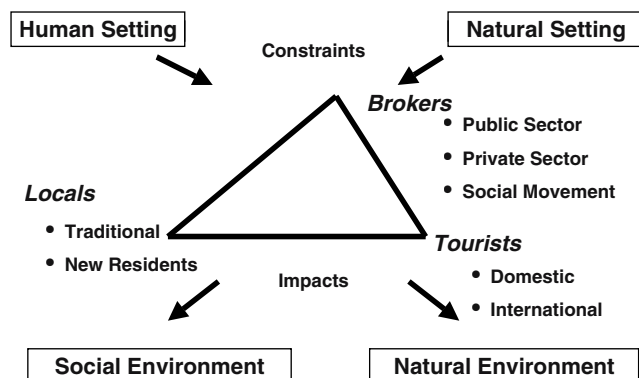 Human Setting
Natural Setting
Constraints
Brokers
• Public Sector
• Private Sector
• Social Movement
Locals
• Traditional
• New Residents
Tourists
• Domestic
• International
Impacts
Social Environment
Natural Environment